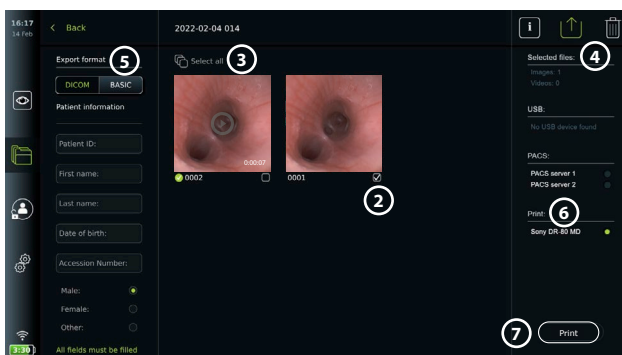 16:17
14 Feb
Back
2022-02-04 014
i
Export format
5
DICOM
BASIC
Patient information
Patient ID:
First name:
Last name:
Date of birth:
Accession Number:
Male:
Female:
Other:
All fields must be filled
3:30
Select all
3
0:00:07
0002
0001
2
Selected files:
4
Images: 1
Videos: 0
USB:
No USB device found
PACS:
PACS server 1
PACS server 2
Print:
6
Sony DR-80 MD
7
Print